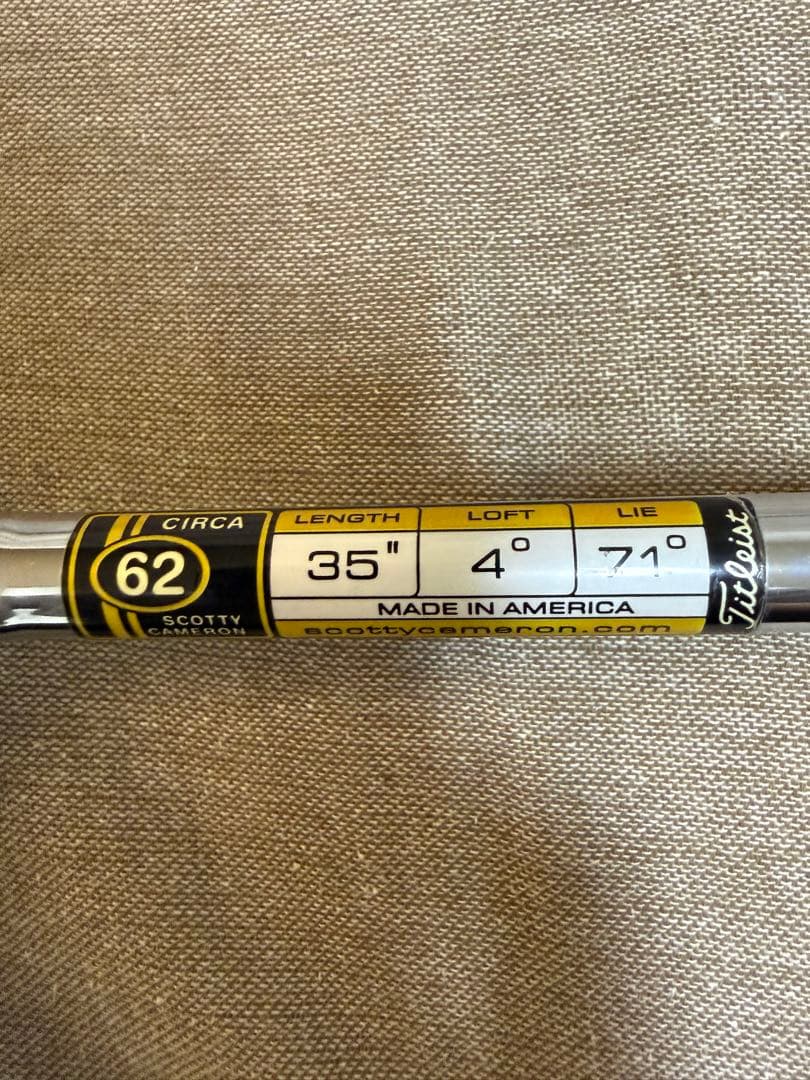 CIRCA
62
SCOTTY
CAMERON
LENGTH LOFT LIE
35" 4° 71°
MADE IN AMERICA
scottycameron.com
Titleist